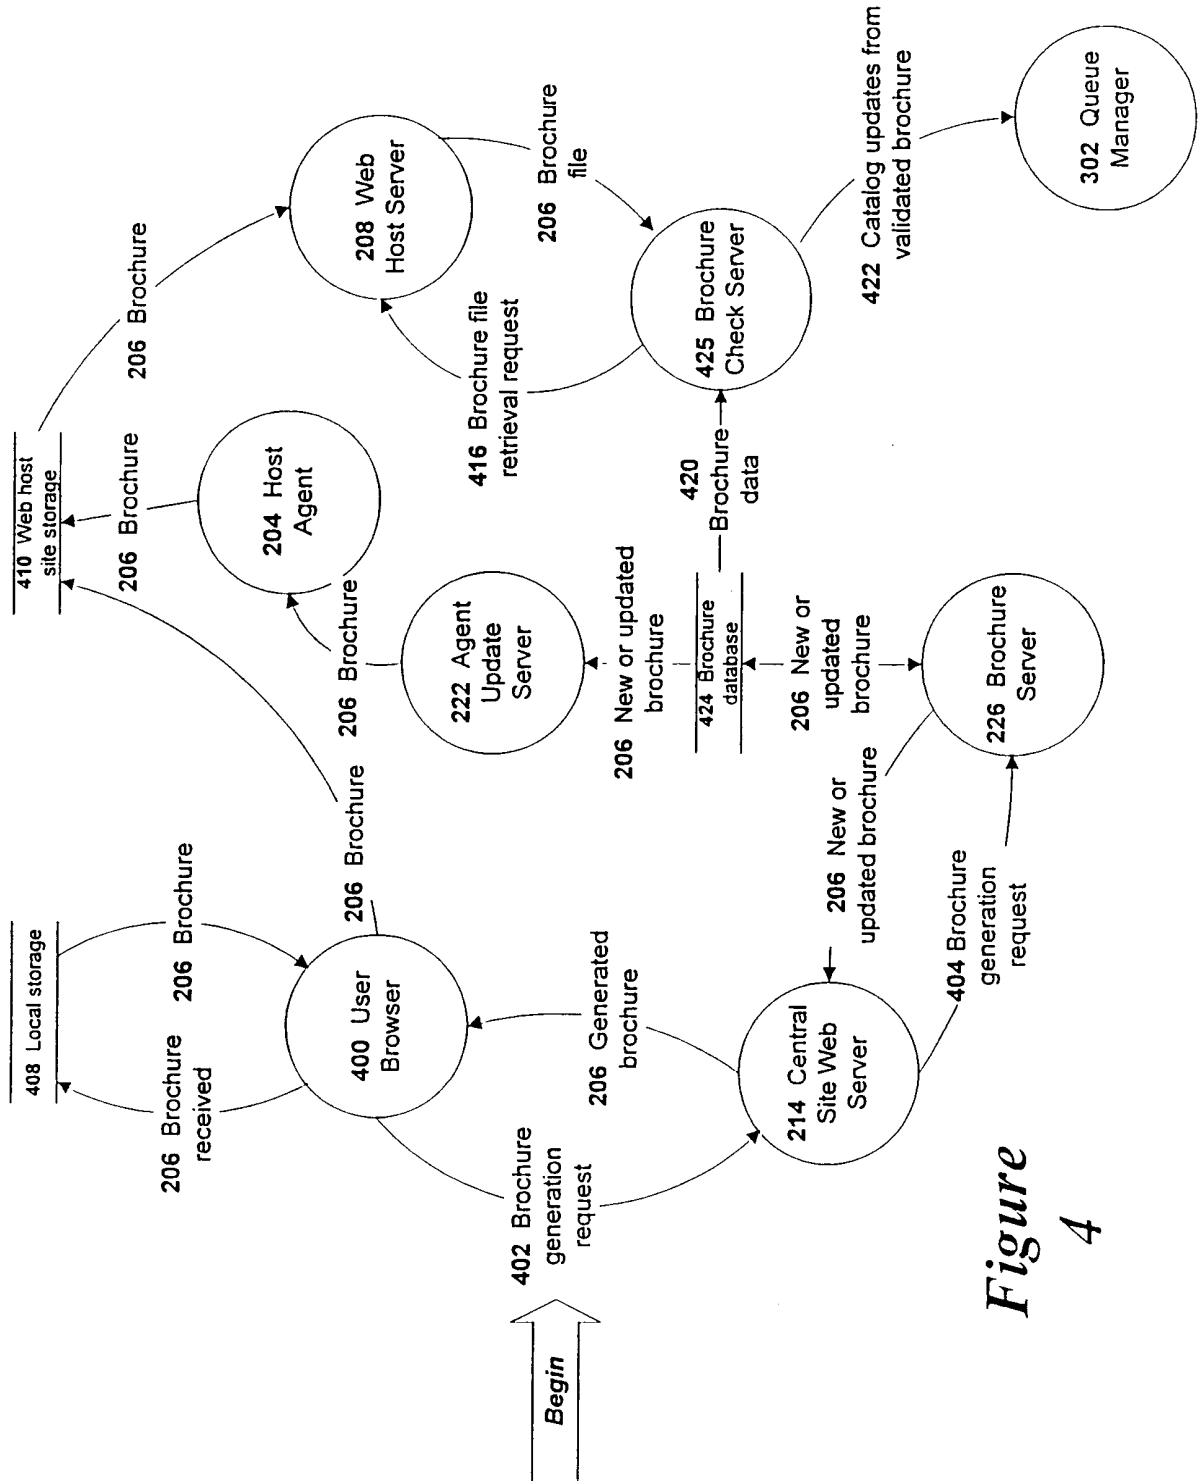 408 Local storage
206 Brochure
received
206 Brochure
400 User
Browser
206 Brochure
410 Web host
site storage
206 Brochure
206 Brochure
Begin
402 Brochure
generation
request
206 Generated
brochure
214 Central
Site Web
Server
404 Brochure
generation
request
206 New or
updated brochure
226 Brochure
Server
206 New or
updated
brochure
424 Brochure
database
206 New or updated
brochure
222 Agent
Update
Server
206 Brochure
204 Host
Agent
420
Brochure
data
416 Brochure file
retrieval request
208 Web
Host Server
206 Brochure
file
425 Brochure
Check Server
422 Catalog updates from
validated brochure
302 Queue
Manager
Figure
4